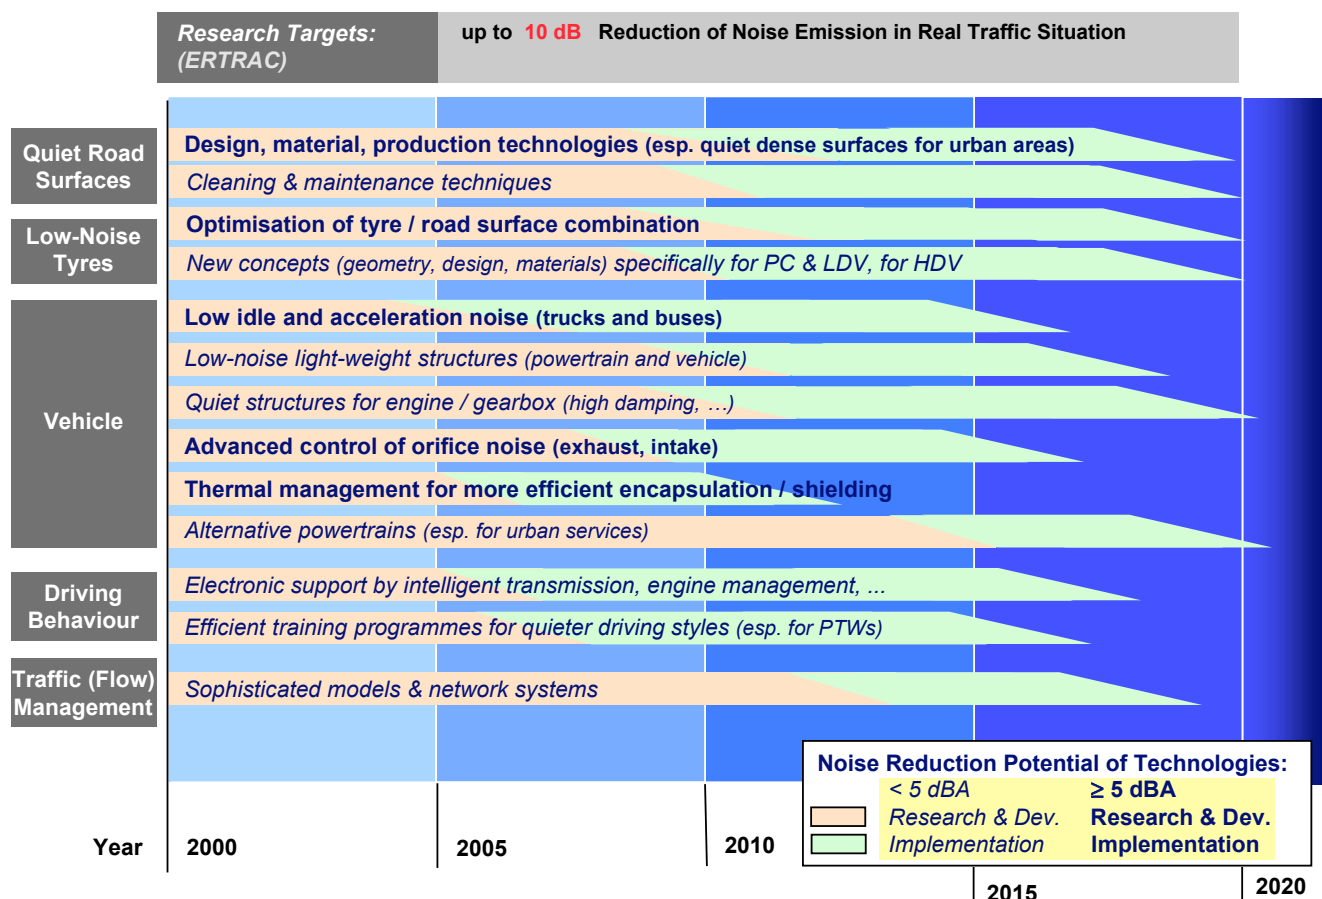 Research Targets:
(ERTRAC)
up to 10 dB Reduction of Noise Emission in Real Traffic Situation
Quiet Road
Surfaces
Design, material, production technologies (esp. quiet dense surfaces for urban areas)
Cleaning & maintenance techniques
Low-Noise
Tyres
Optimisation of tyre / road surface combination
New concepts (geometry, design, materials) specifically for PC & LDV, for HDV
Vehicle
Low idle and acceleration noise (trucks and buses)
Low-noise light-weight structures (powertrain and vehicle)
Quiet structures for engine / gearbox (high damping, …)
Advanced control of orifice noise (exhaust, intake)
Thermal management for more efficient encapsulation / shielding
Alternative powertrains (esp. for urban services)
Driving
Behaviour
Electronic support by intelligent transmission, engine management, ...
Efficient training programmes for quieter driving styles (esp. for PTWs)
Traffic (Flow)
Management
Sophisticated models & network systems
Noise Reduction Potential of Technologies:
< 5 dBA ≥ 5 dBA
Research & Dev. Research & Dev.
Implementation Implementation
Year 2000 2005 2010 2015 2020